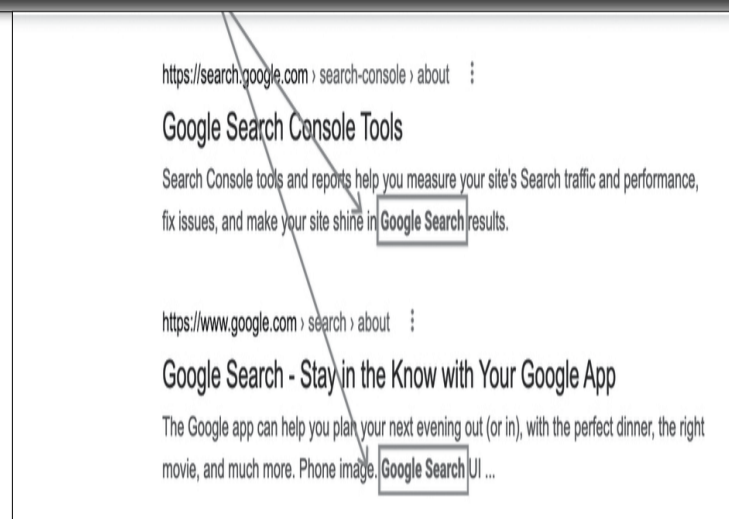 https://search.google.com › search-console › about
Google Search Console Tools
Search Console tools and reports help you measure your site's Search traffic and performance,
fix issues, and make your site shine in Google Search results.
https://www.google.com › search › about
Google Search - Stay in the Know with Your Google App
The Google app can help you plan your next evening out (or in), with the perfect dinner, the right
movie, and much more. Phone image. Google Search UI ...